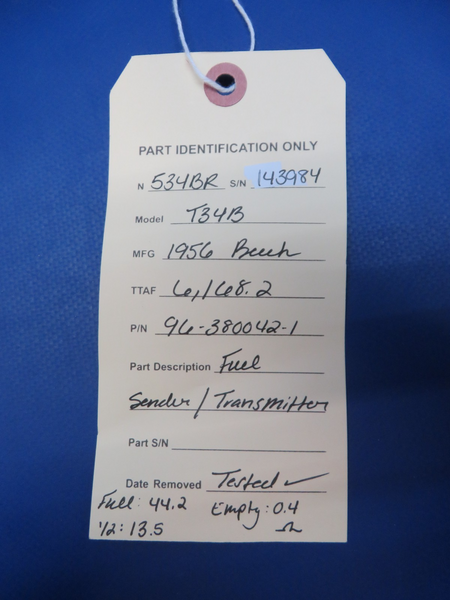 PART IDENTIFICATION ONLY
N 534BR S/N 143984
Model T34B
MFG 1956 Beech
TTAF 6,168.2
P/N 96-380042-1
Part Description Fuel
Sender/Transmitter
Part S/N
Date Removed Tested ✓
Full: 44.2 Empty: 0.4
1/2: 13.5 Ω